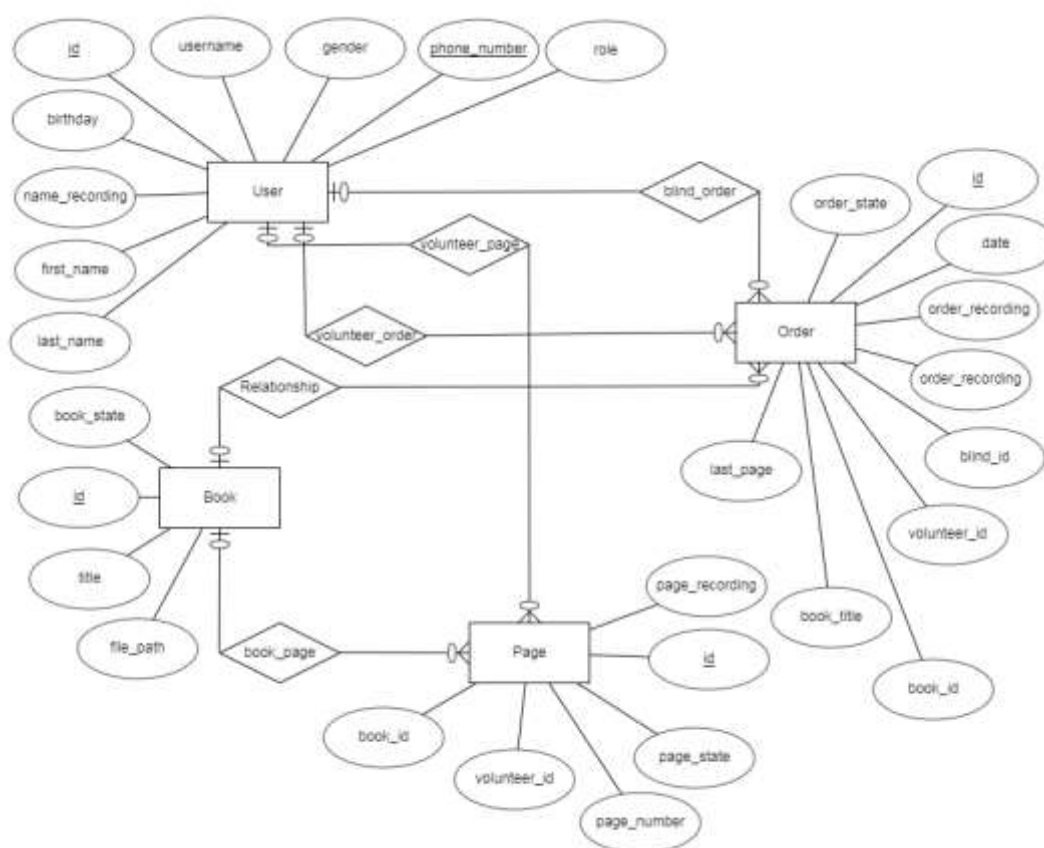 id
username
gender
phone_number
role
birthday
User
blind_order
id
name_recording
order_state
volunteer_page
date
first_name
order_recording
last_name
volunteer_order
Order
order_recording
Relationship
book_state
blind_id
last_page
id
Book
volunteer_id
title
page_recording
book_title
file_path
book_page
Page
id
book_id
book_id
page_state
volunteer_id
page_number